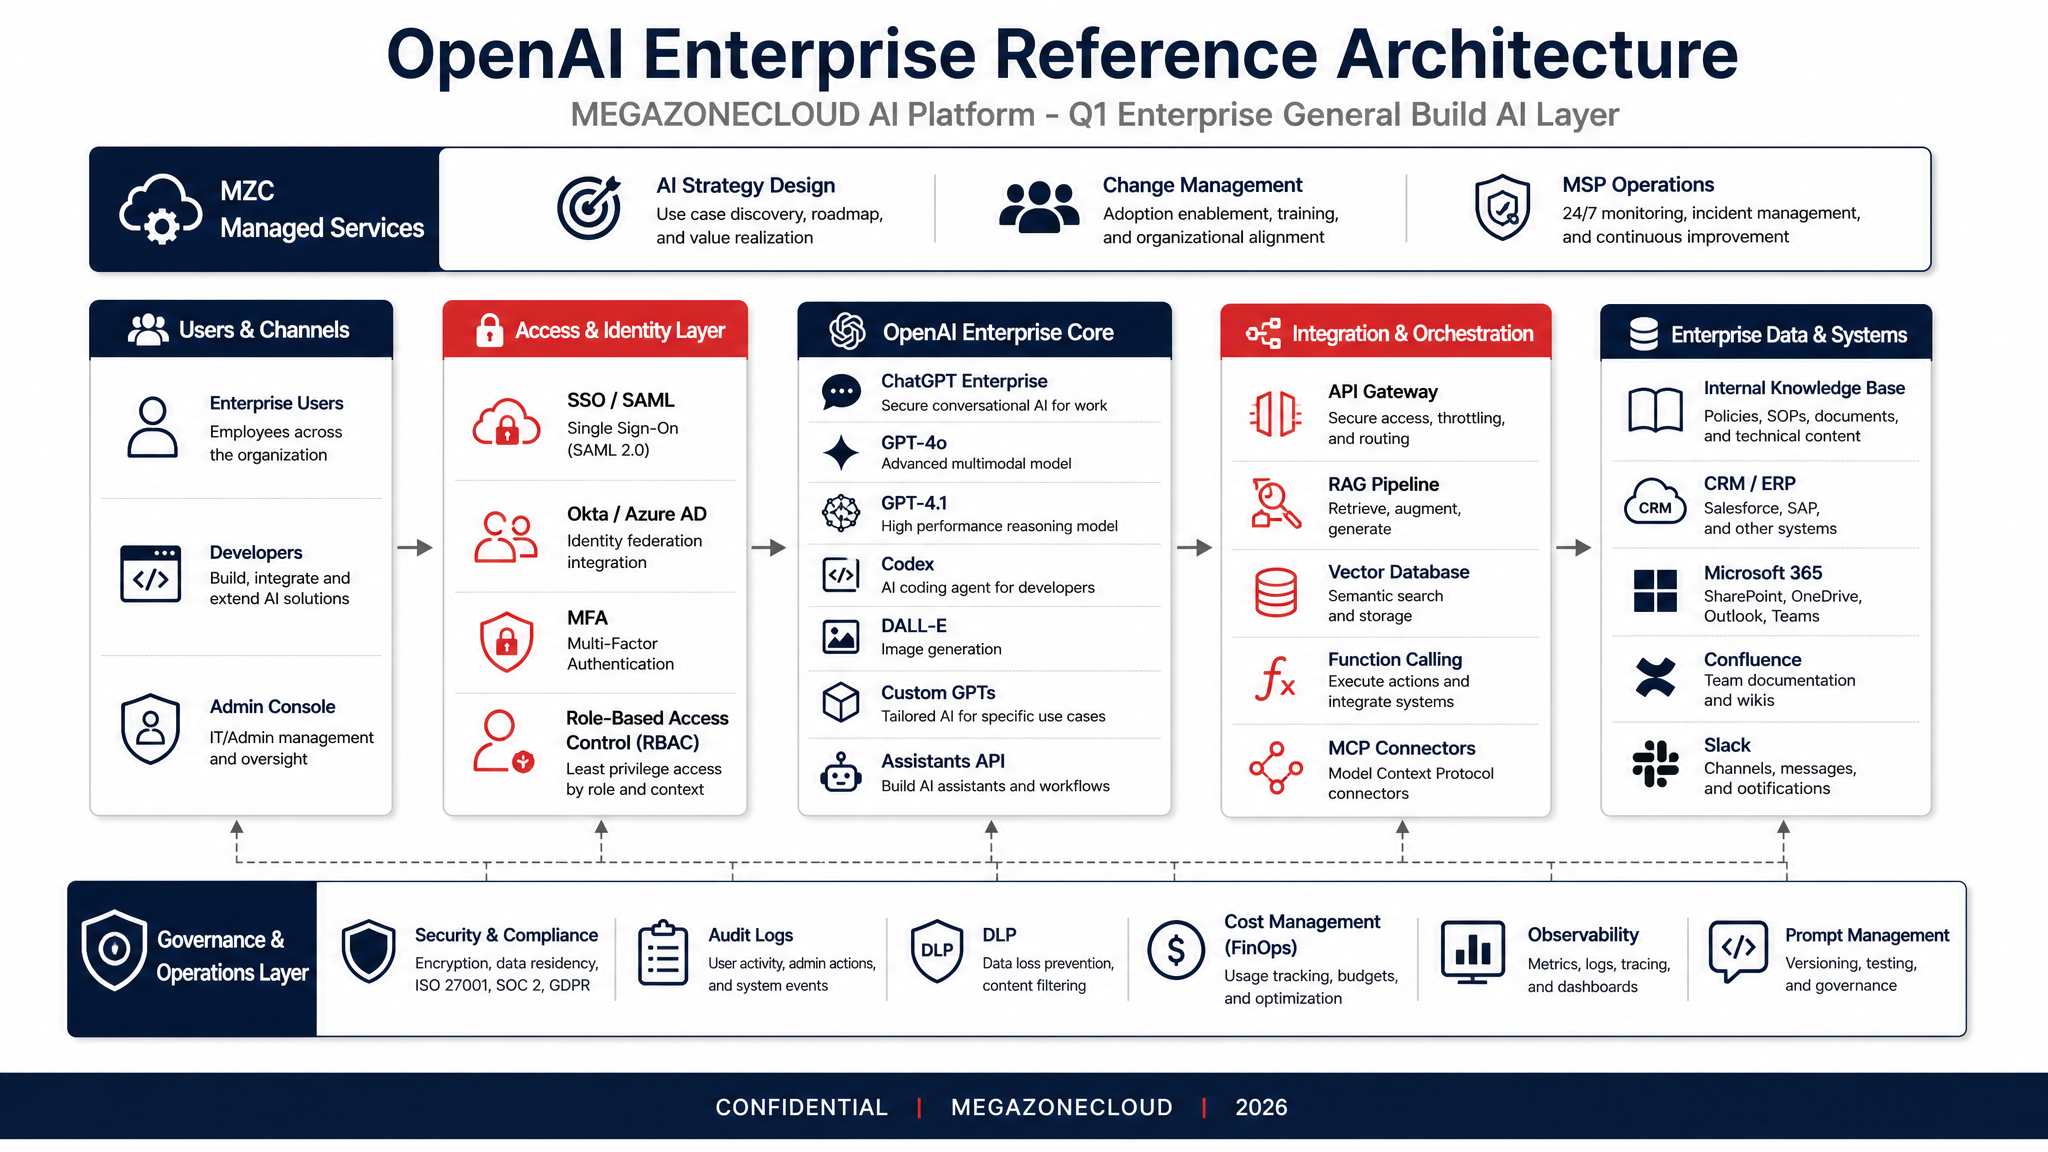 OpenAI Enterprise Reference Architecture
MEGAZONECLOUD AI Platform - Q1 Enterprise General Build AI Layer
MZC
Managed Services
AI Strategy Design
Use case discovery, roadmap,
and value realization
Change Management
Adoption enablement, training,
and organizational alignment
MSP Operations
24/7 monitoring, incident management,
and continuous improvement
Users & Channels
Enterprise Users
Employees across
the organization
Developers
Build, integrate and
extend AI solutions
Admin Console
IT/Admin management
and oversight
Access & Identity Layer
SSO / SAML
Single Sign-On
(SAML 2.0)
Okta / Azure AD
Identity federation
integration
MFA
Multi-Factor
Authentication
Role-Based Access
Control (RBAC)
Least privilege access
by role and context
OpenAI Enterprise Core
ChatGPT Enterprise
Secure conversational AI for work
GPT-4o
Advanced multimodal model
GPT-4.1
High performance reasoning model
Codex
AI coding agent for developers
DALL-E
Image generation
Custom GPTs
Tailored AI for specific use cases
Assistants API
Build AI assistants and workflows
Integration & Orchestration
API Gateway
Secure access, throttling,
and routing
RAG Pipeline
Retrieve, augment,
generate
Vector Database
Semantic search
and storage
fx
Function Calling
Execute actions and
integrate systems
MCP Connectors
Model Context Protocol
connectors
Enterprise Data & Systems
Internal Knowledge Base
Policies, SOPs, documents,
and technical content
CRM
CRM / ERP
Salesforce, SAP,
and other systems
Microsoft 365
SharePoint, OneDrive,
Outlook, Teams
Confluence
Team documentation
and wikis
Slack
Channels, messages,
and ootifications
Governance &
Operations Layer
Security & Compliance
Encryption, data residency,
ISO 27001, SOC 2, GDPR
Audit Logs
User activity, admin actions,
and system events
DLP
DLP
Data loss prevention,
content filtering
$
Cost Management
(FinOps)
Usage tracking, budgets,
and optimization
Observability
Metrics, logs, tracing,
and dashboards
Prompt Management
Versioning, testing,
and governance
CONFIDENTIAL | MEGAZONECLOUD | 2026